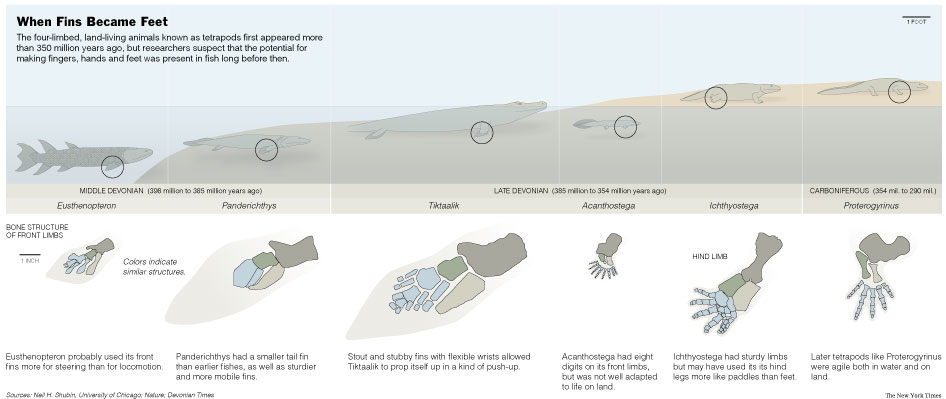 When Fins Became Feet
The four-limbed, land-living animals known as tetrapods first appeared more
than 350 million years ago, but researchers suspect that the potential for
making fingers, hands and feet was present in fish long before then.
1 FOOT
MIDDLE DEVONIAN (398 million to 385 million years ago)
LATE DEVONIAN (385 million to 354 million years ago)
CARBONIFEROUS (354 mil. to 290 mil.)
Eusthenopteron
Panderichthys
Tiktaalik
Acanthostega
Ichthyostega
Proterogyrinus
BONE STRUCTURE
OF FRONT LIMBS
1 INCH
Colors indicate
similar structures.
HIND LIMB
Eusthenopteron probably used its front
fins more for steering than for locomotion.
Panderichthys had a smaller tail fin
than earlier fishes, as well as sturdier
and more mobile fins.
Stout and stubby fins with flexible wrists allowed
Tiktaalik to prop itself up in a kind of push-up.
Acanthostega had eight
digits on its front limbs,
but was not well adapted
to life on land.
Ichthyostega had sturdy limbs
but may have used its its hind
legs more like paddles than feet.
Later tetrapods like Proterogyrinus
were agile both in water and on
land.
Sources: Neil H. Shubin, University of Chicago; Nature; Devonian Times
The New York Times